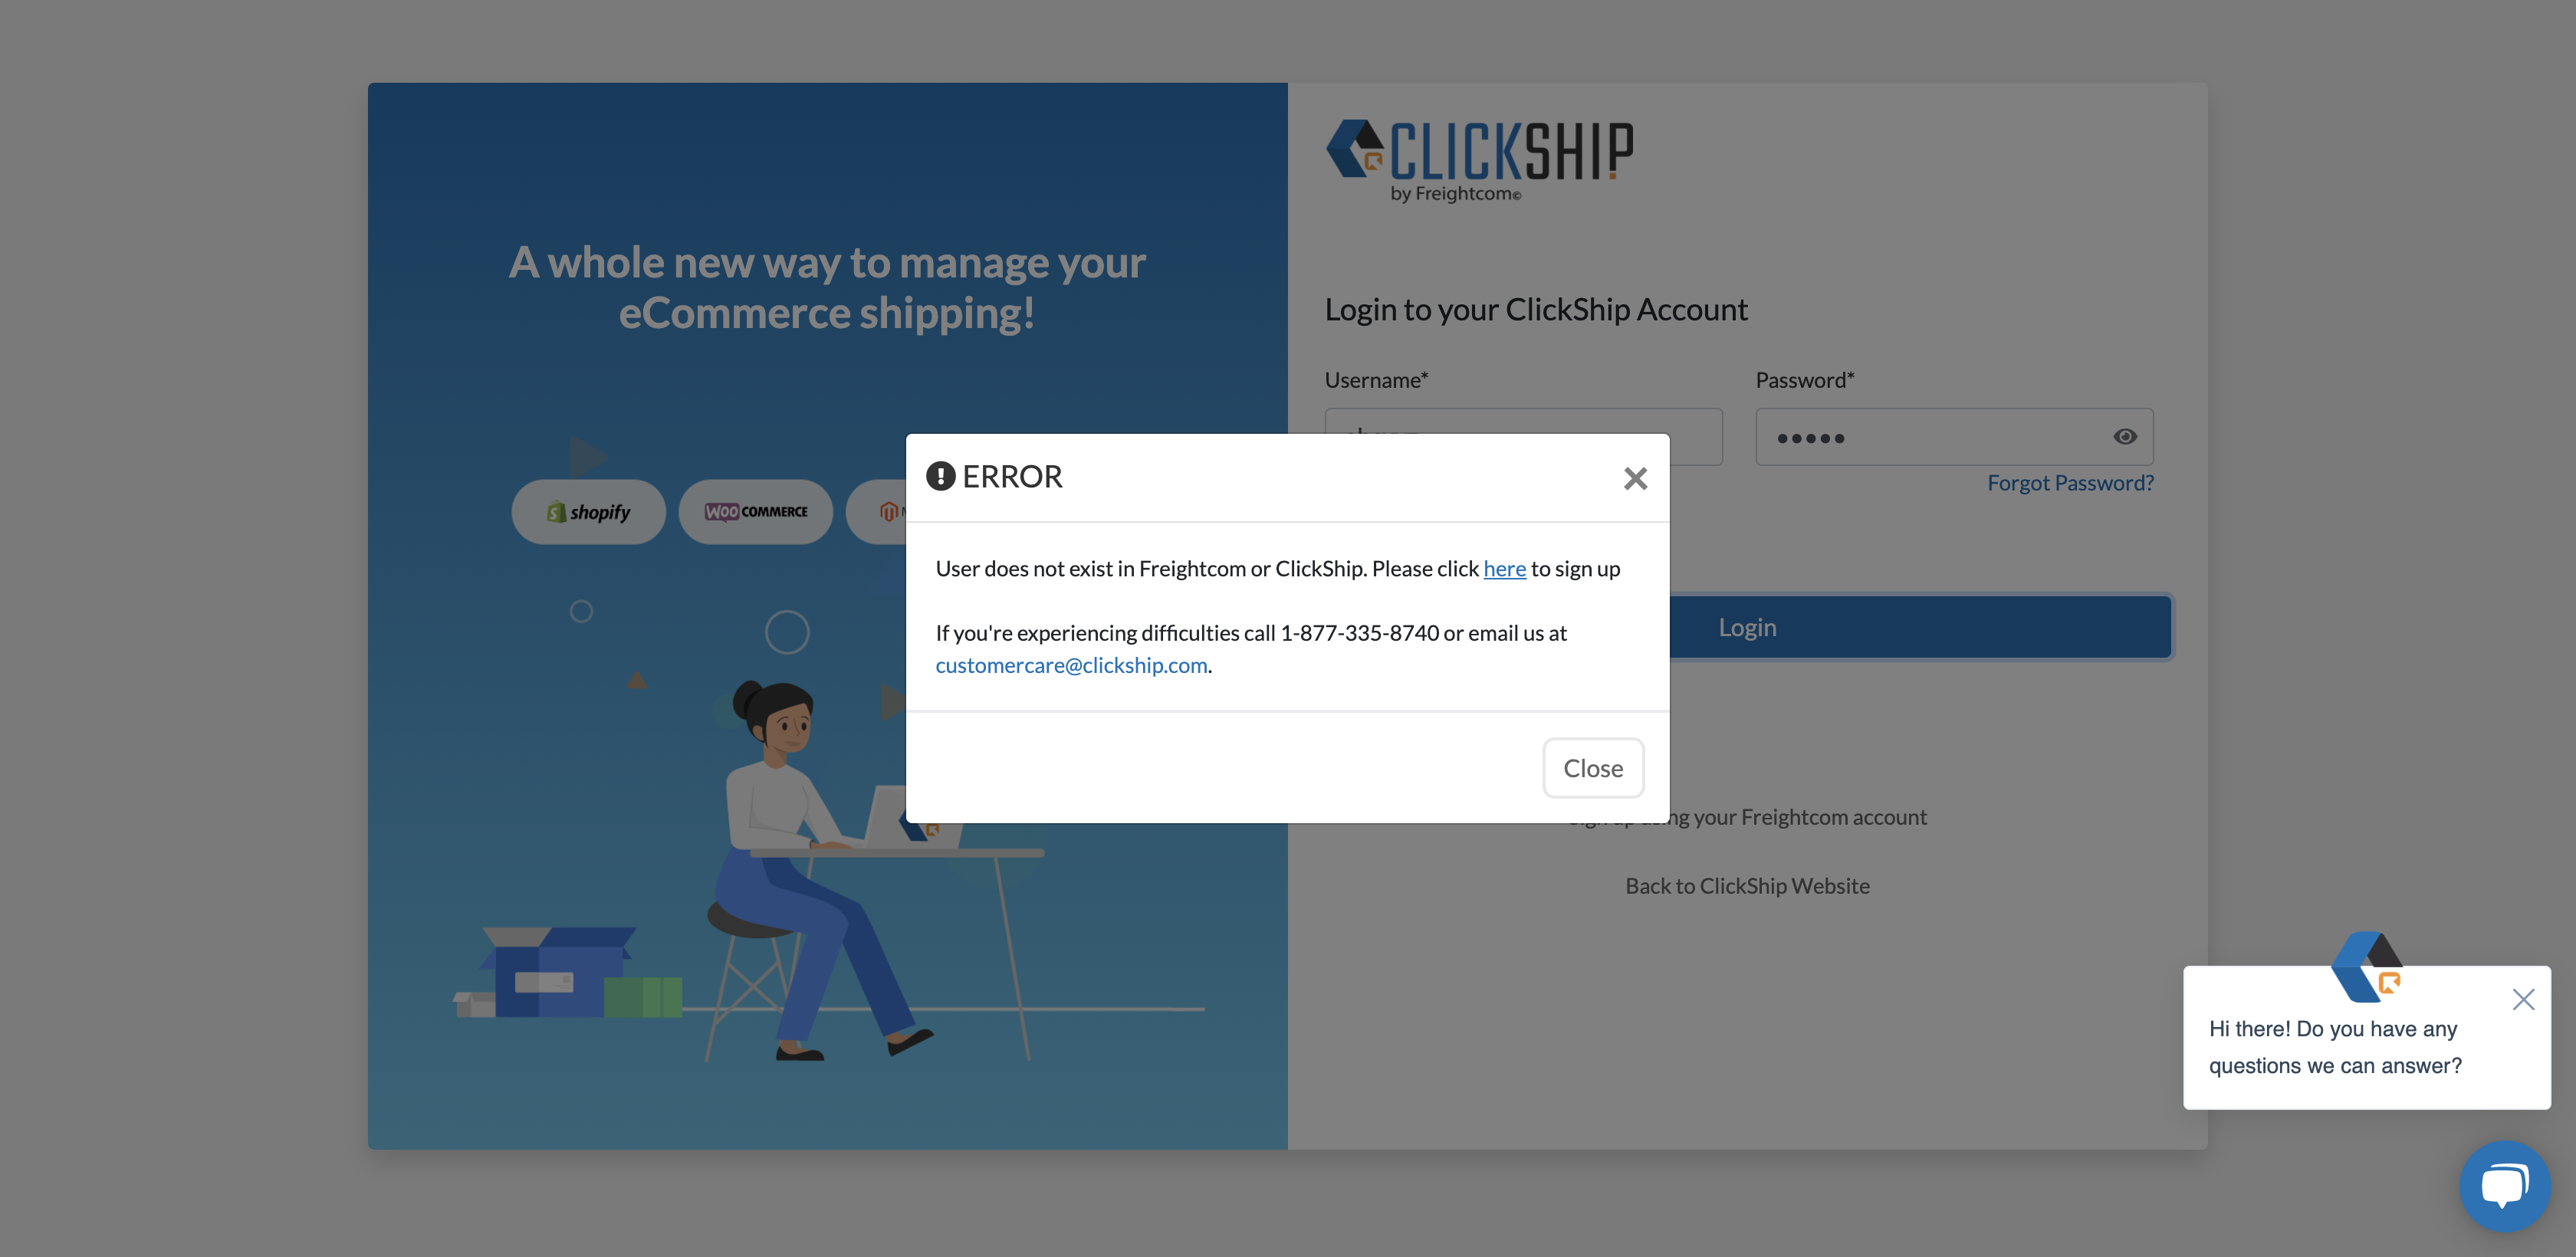 A whole new way to manage your
eCommerce shipping!
shopify
WOO COMMERCE
CLICKSHIP
by Freightcom©
Login to your ClickShip Account
Username*
Password*
•••••
Forgot Password?
ERROR
User does not exist in Freightcom or ClickShip. Please click here to sign up
If you're experiencing difficulties call 1-877-335-8740 or email us at
customercare@clickship.com.
Close
Login
your Freightcom account
Back to ClickShip Website
Hi there! Do you have any
questions we can answer?